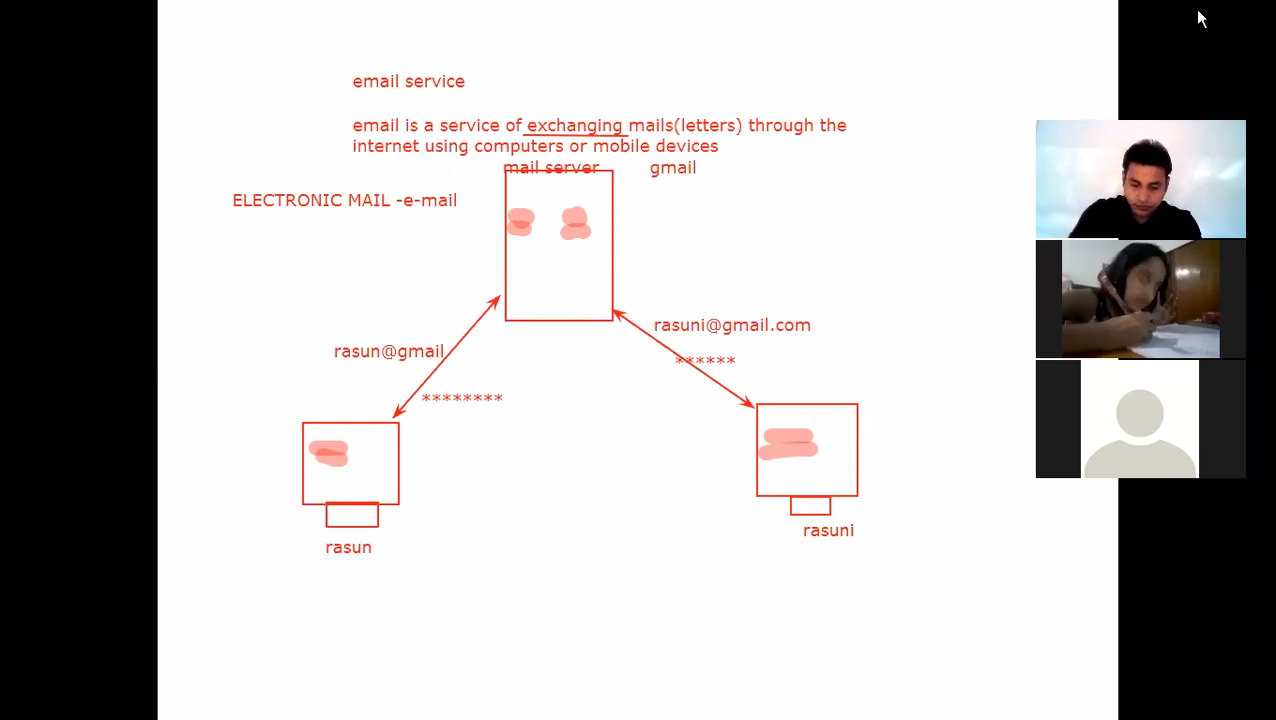 email service
email is a service of exchanging mails(letters) through the
internet using computers or mobile devices
mail server gmail
ELECTRONIC MAIL -e-mail
rasuni@gmail.com
rasun@gmail
******
********
rasuni
rasun